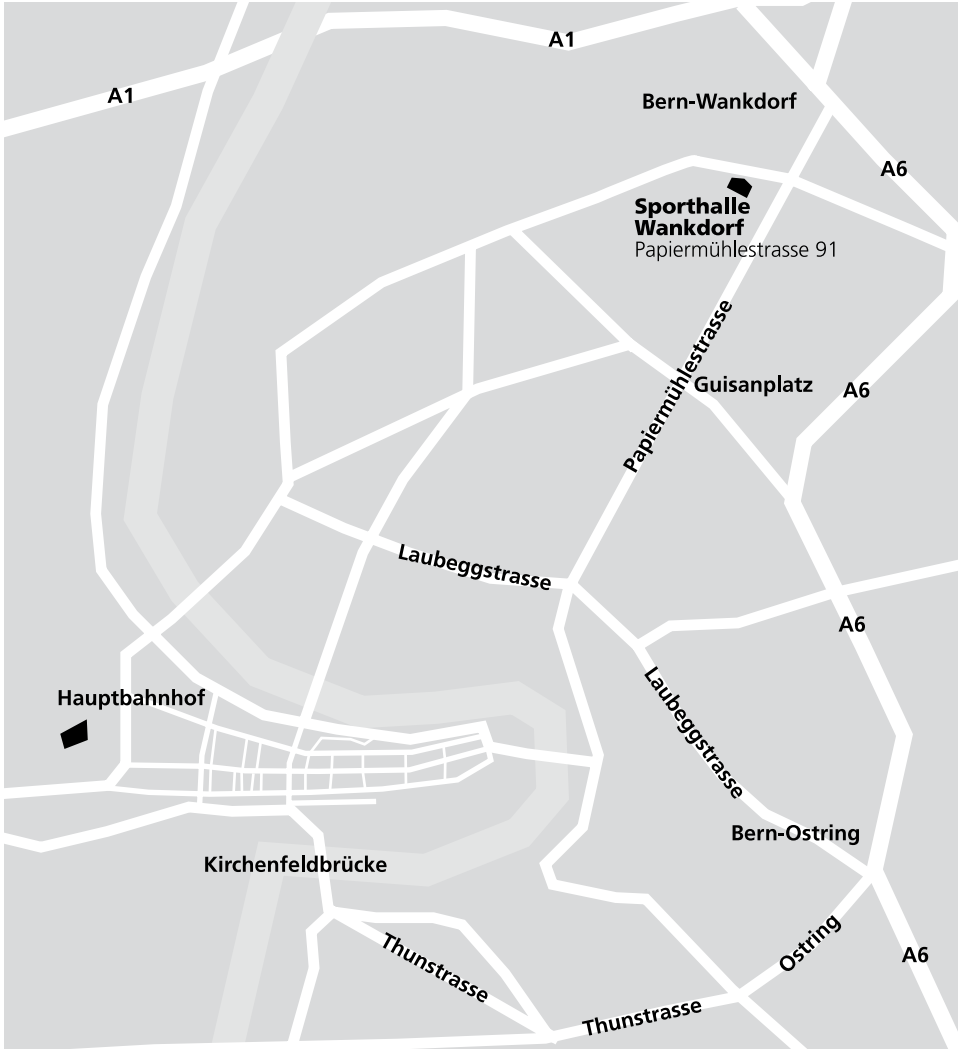 A1
A1
Bern-Wankdorf
A6
Sporthalle
Wankdorf
Papiermühlestrasse 91
Papiermühlestrasse
Guisanplatz
A6
Laubeggstrasse
A6
Hauptbahnhof
Laubeggstrasse
Bern-Ostring
Kirchenfeldbrücke
Thunstrasse
Ostring
A6
Thunstrasse